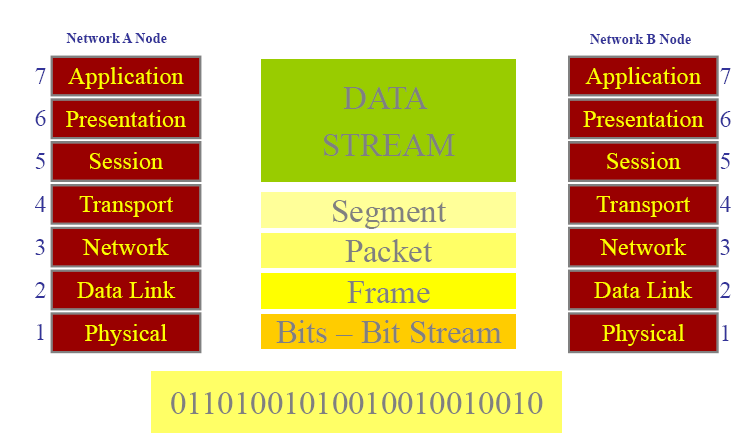 Network A Node
7 Application
6 Presentation
5 Session
4 Transport
3 Network
2 Data Link
1 Physical
DATA
STREAM
Segment
Packet
Frame
Bits – Bit Stream
Network B Node
Application 7
Presentation 6
Session 5
Transport 4
Network 3
Data Link 2
Physical 1
011010010100100100100​10